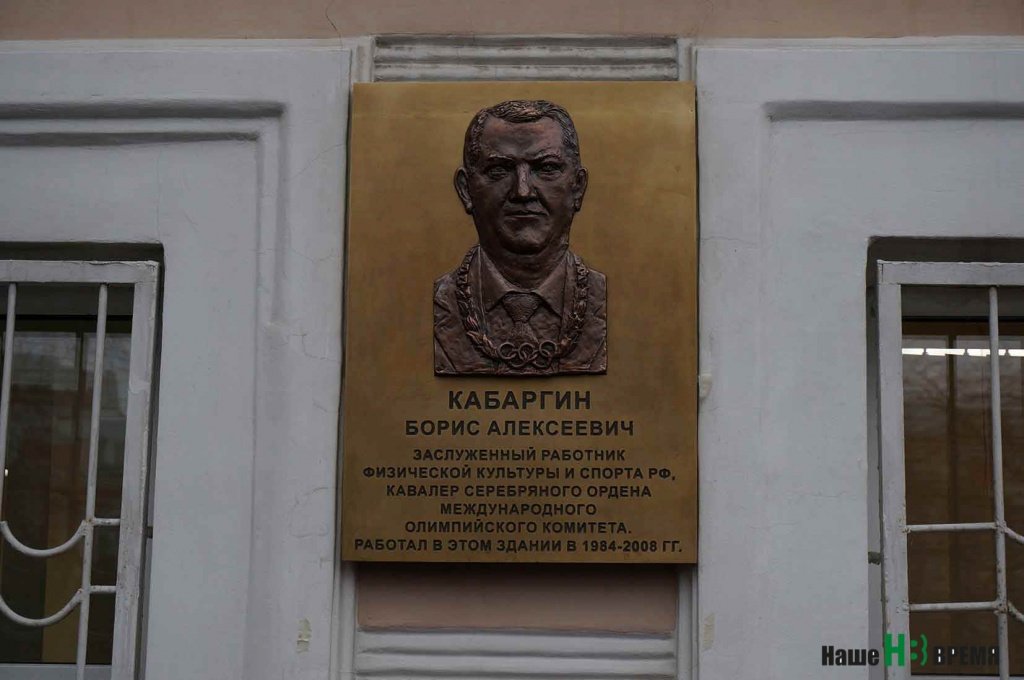 КАБАРГИН
БОРИС АЛЕКСЕЕВИЧ
ЗАСЛУЖЕННЫЙ РАБОТНИК
ФИЗИЧЕСКОЙ КУЛЬТУРЫ И СПОРТА РФ,
КАВАЛЕР СЕРЕБРЯНОГО ОРДЕНА
МЕЖДУНАРОДНОГО
ОЛИМПИЙСКОГО КОМИТЕТА.
РАБОТАЛ В ЭТОМ ЗДАНИИ В 1984-2008 ГГ.
Наше НВ ВРЕМЯ